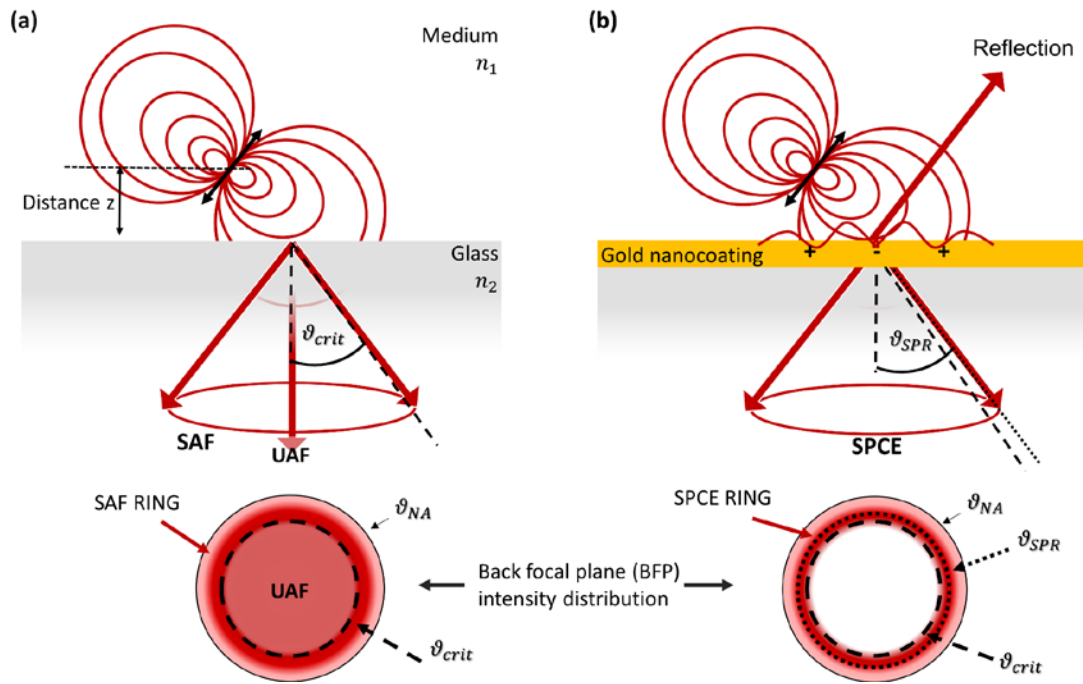 (a)
Medium
n₁
Distance z
Glass
n₂
ϑcrit
SAF
UAF
SAF RING
ϑNA
UAF
ϑcrit
(b)
Reflection
Gold nanocoating
+ - +
ϑSPR
SPCE
SPCE RING
ϑNA
ϑSPR
ϑcrit
Back focal plane (BFP)
intensity distribution